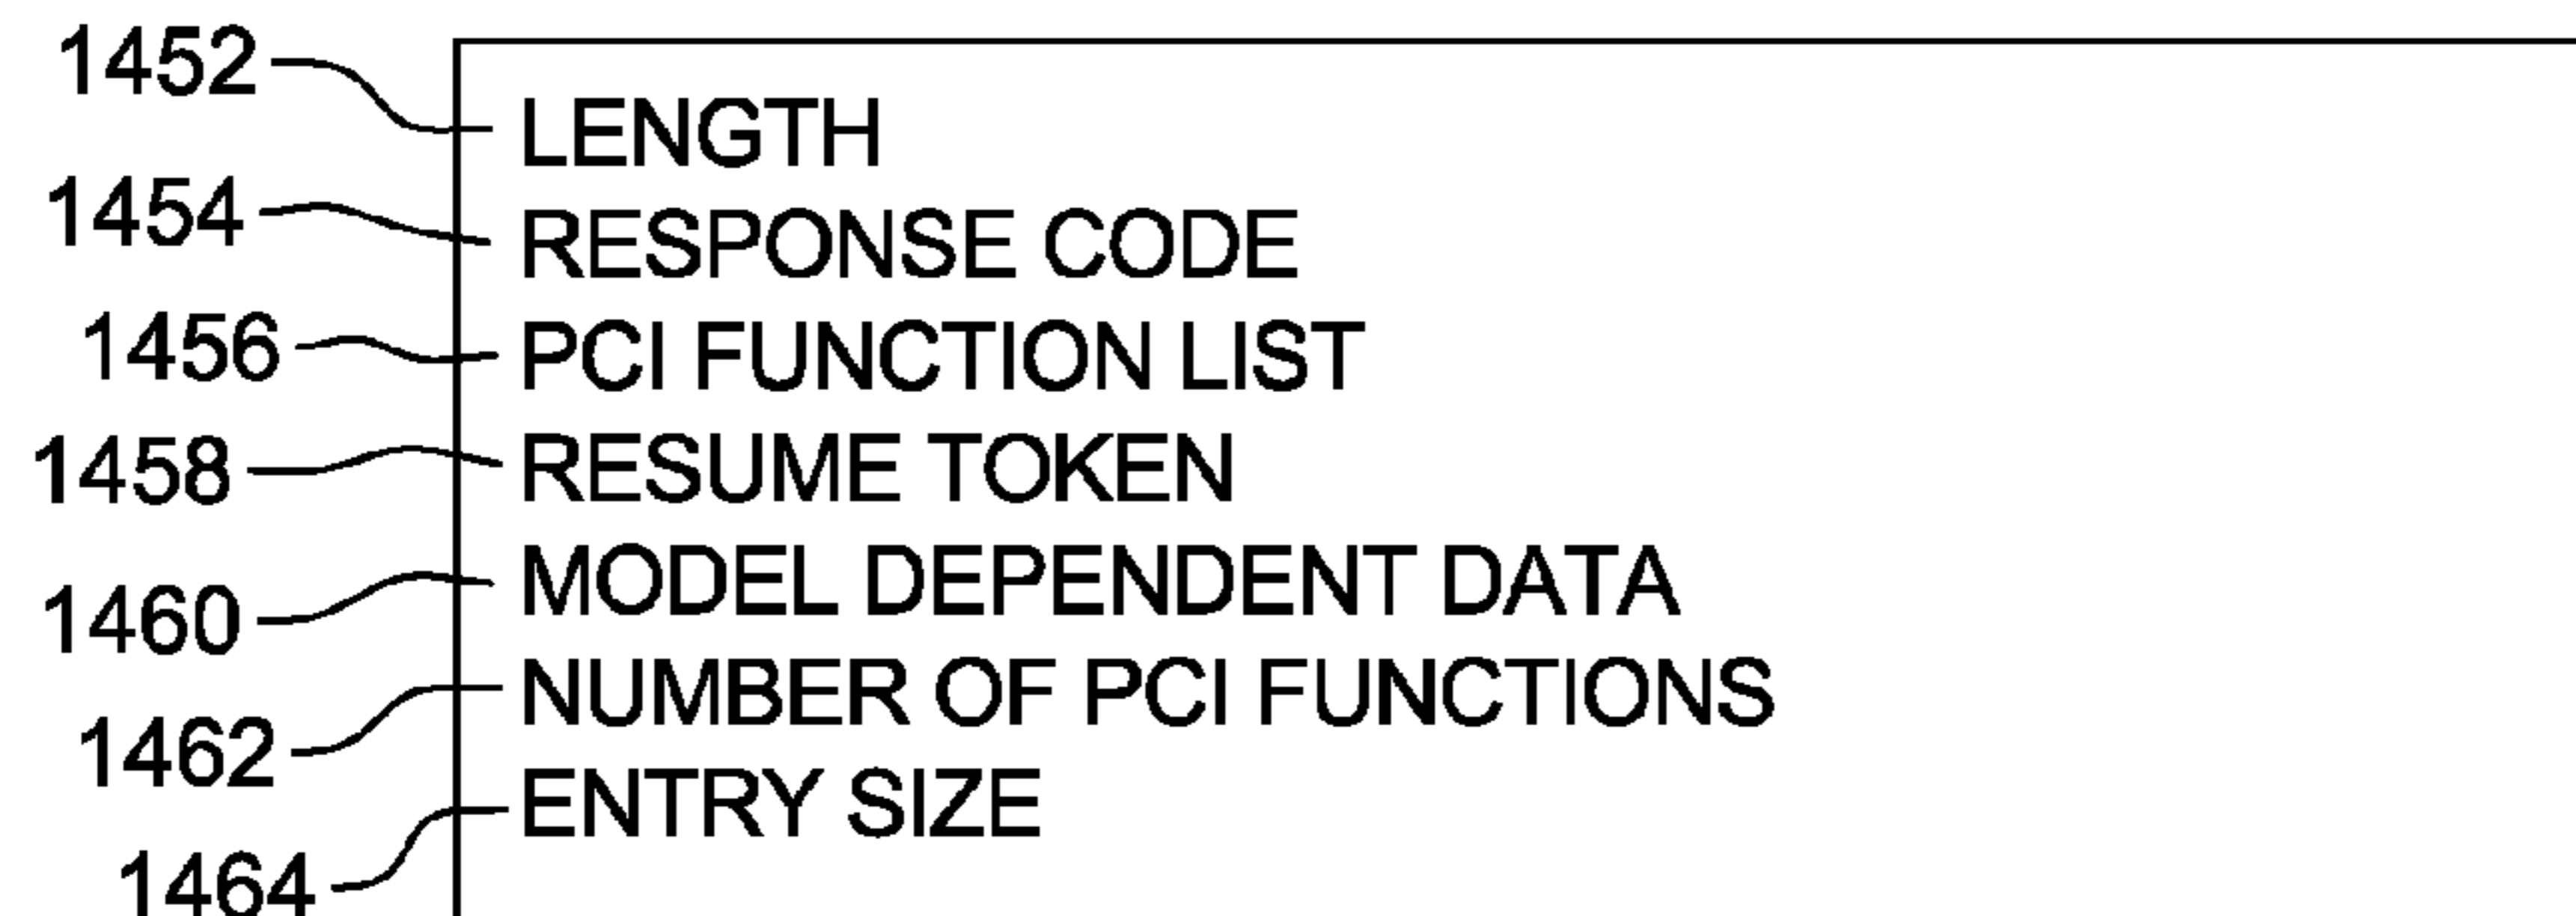 1452 LENGTH
1454 RESPONSE CODE
1456 PCI FUNCTION LIST
1458 RESUME TOKEN
1460 MODEL DEPENDENT DATA
1462 NUMBER OF PCI FUNCTIONS
1464 ENTRY SIZE